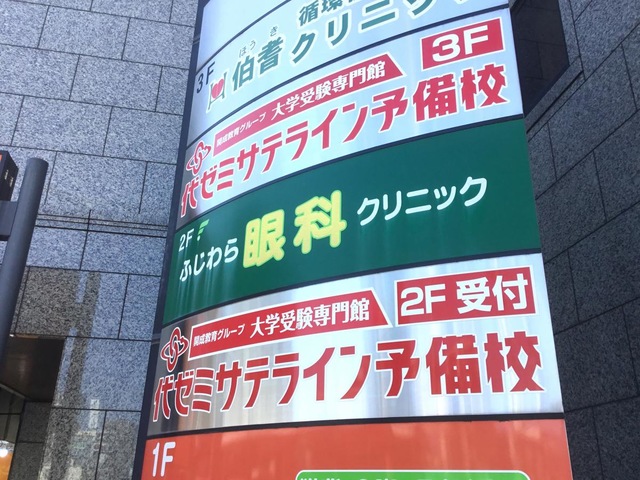 3F
循環
ほうき
伯耆クリニック
3F
開成教育グループ 大学受験専門館
代ゼミサテライン予備校
2F
ふじわら眼科クリニック
2F 受付
開成教育グループ 大学受験専門館
代ゼミサテライン予備校
1F